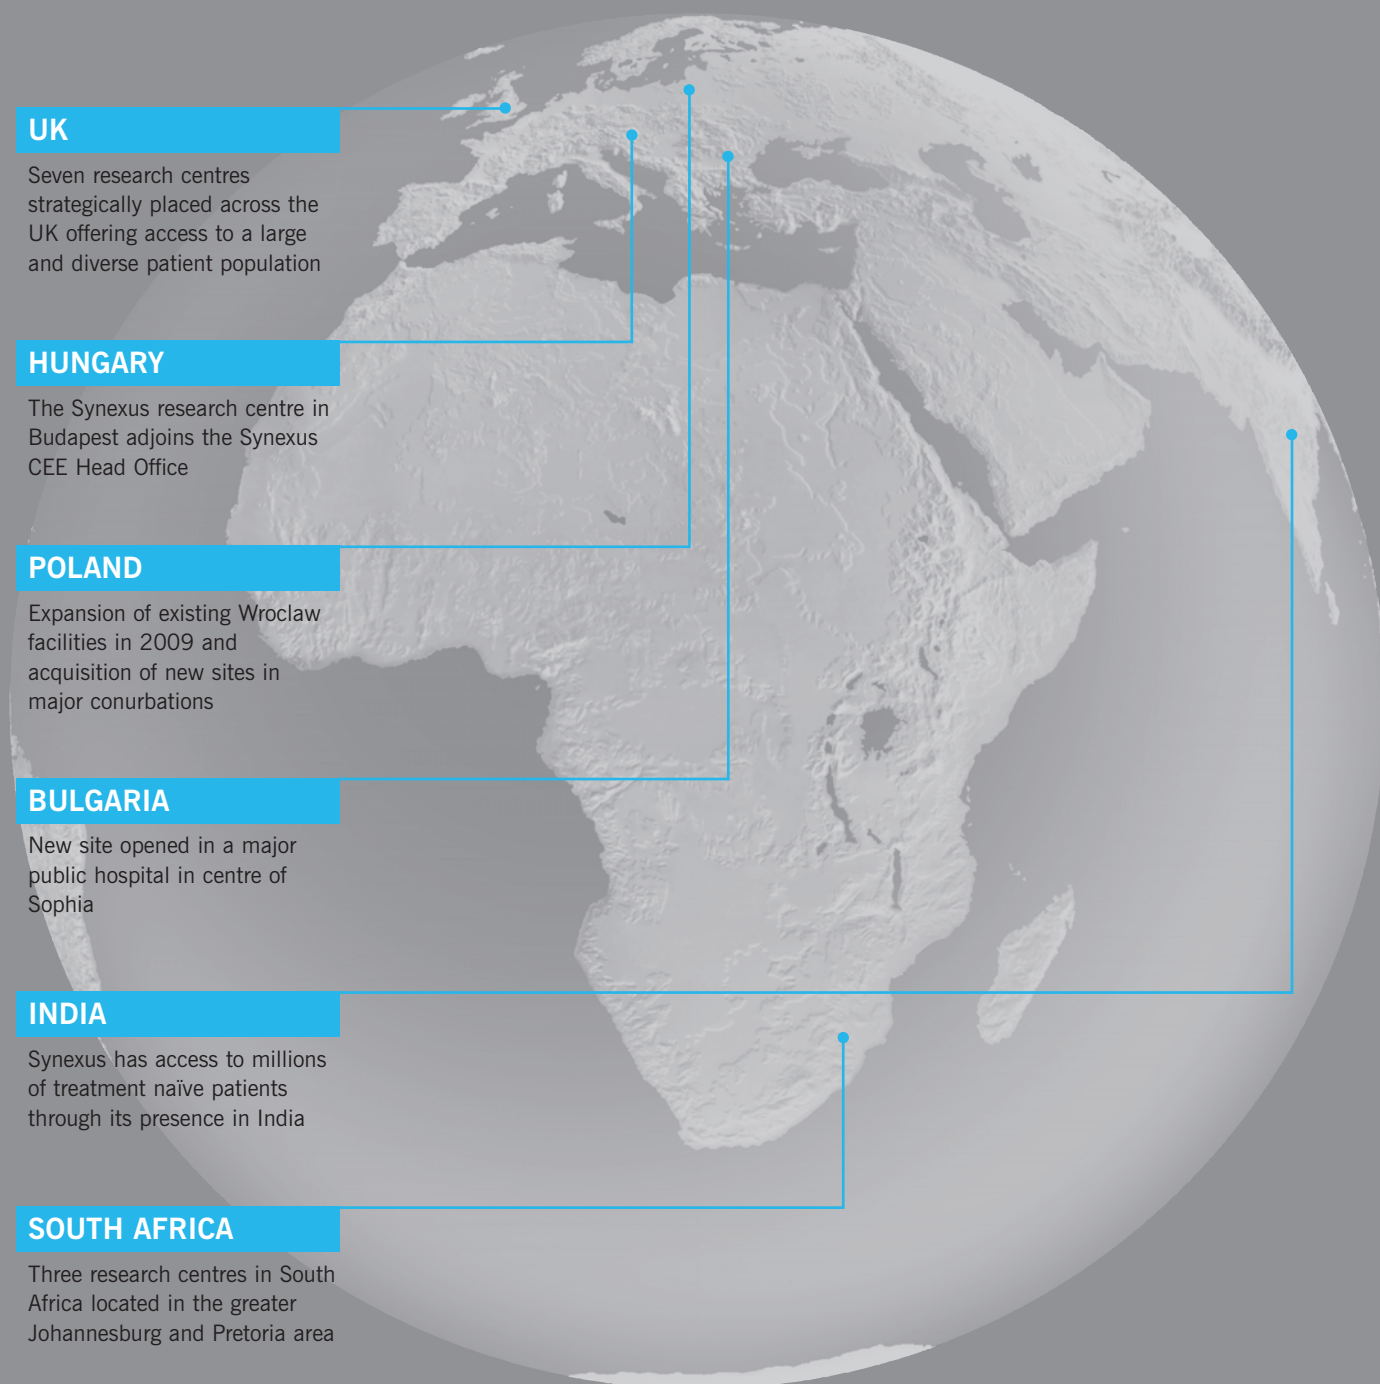 UK
Seven research centres
strategically placed across the
UK offering access to a large
and diverse patient population
HUNGARY
The Synexus research centre in
Budapest adjoins the Synexus
CEE Head Office
POLAND
Expansion of existing Wroclaw
facilities in 2009 and
acquisition of new sites in
major conurbations
BULGARIA
New site opened in a major
public hospital in centre of
Sophia
INDIA
Synexus has access to millions
of treatment naïve patients
through its presence in India
SOUTH AFRICA
Three research centres in South
Africa located in the greater
Johannesburg and Pretoria area